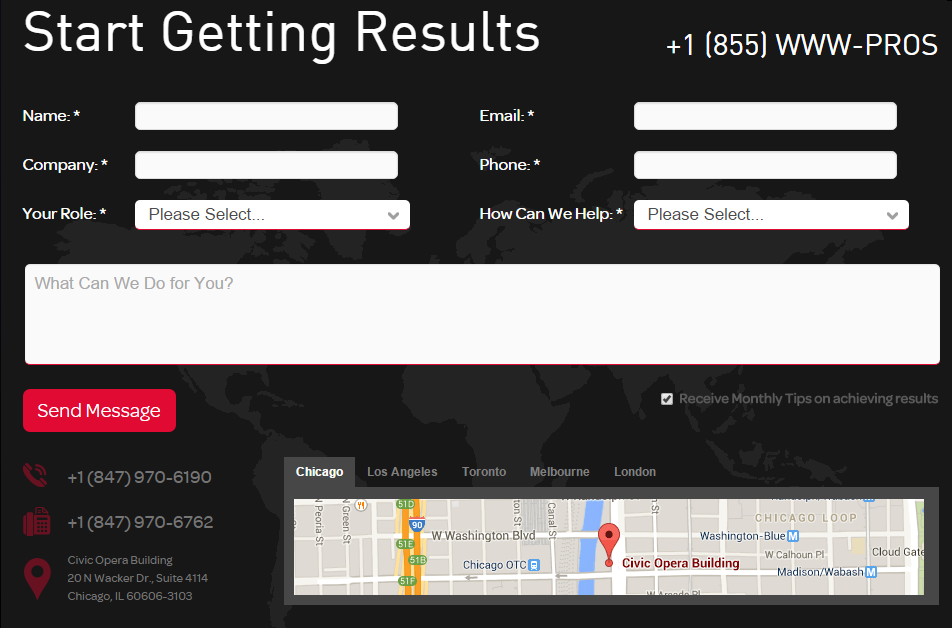 Start Getting Results
+1 (855) WWW-PROS
Name: *
Email: *
Company: *
Phone: *
Your Role: * Please Select...
How Can We Help: * Please Select...
What Can We Do for You?
Send Message
Receive Monthly Tips on achieving results
+1 (847) 970-6190
+1 (847) 970-6762
Civic Opera Building
20 N Wacker Dr., Suite 4114
Chicago, IL 60606-3103
Chicago Los Angeles Toronto Melbourne London
N Peoria St
N Green St
51D
90
51E
51B
51F
W Washington Blvd
Canal St
Chicago OTC
Civic Opera Building
CHICAGO LOOP
Washington-Blue M
W Calhoun Pl
Cloud Gate
Madison/Wabash M